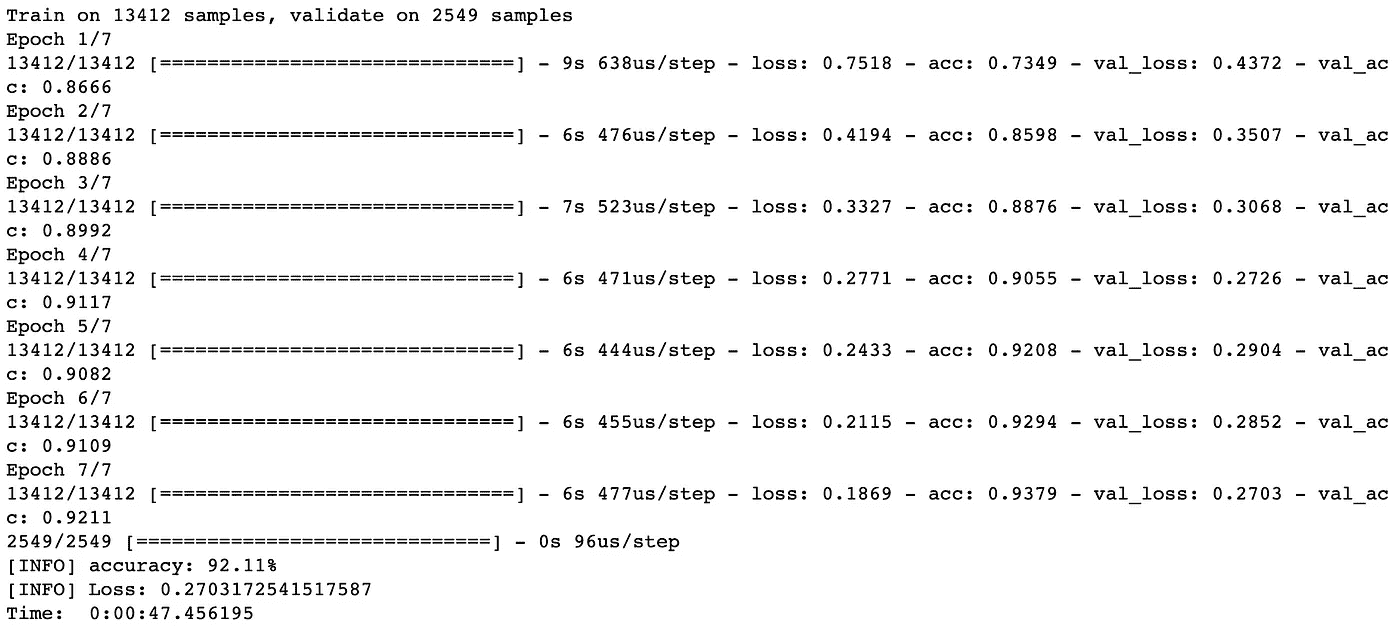 Train on 13412 samples, validate on 2549 samples
Epoch 1/7
13412/13412 [==============================] - 9s 638us/step - loss: 0.7518 - acc: 0.7349 - val_loss: 0.4372 - val_ac
c: 0.8666
Epoch 2/7
13412/13412 [==============================] - 6s 476us/step - loss: 0.4194 - acc: 0.8598 - val_loss: 0.3507 - val_ac
c: 0.8886
Epoch 3/7
13412/13412 [==============================] - 7s 523us/step - loss: 0.3327 - acc: 0.8876 - val_loss: 0.3068 - val_ac
c: 0.8992
Epoch 4/7
13412/13412 [==============================] - 6s 471us/step - loss: 0.2771 - acc: 0.9055 - val_loss: 0.2726 - val_ac
c: 0.9117
Epoch 5/7
13412/13412 [==============================] - 6s 444us/step - loss: 0.2433 - acc: 0.9208 - val_loss: 0.2904 - val_ac
c: 0.9082
Epoch 6/7
13412/13412 [==============================] - 6s 455us/step - loss: 0.2115 - acc: 0.9294 - val_loss: 0.2852 - val_ac
c: 0.9109
Epoch 7/7
13412/13412 [==============================] - 6s 477us/step - loss: 0.1869 - acc: 0.9379 - val_loss: 0.2703 - val_ac
c: 0.9211
2549/2549 [==============================] - 0s 96us/step
[INFO] accuracy: 92.11%
[INFO] Loss: 0.2703172541517587
Time:  0:00:47.456195